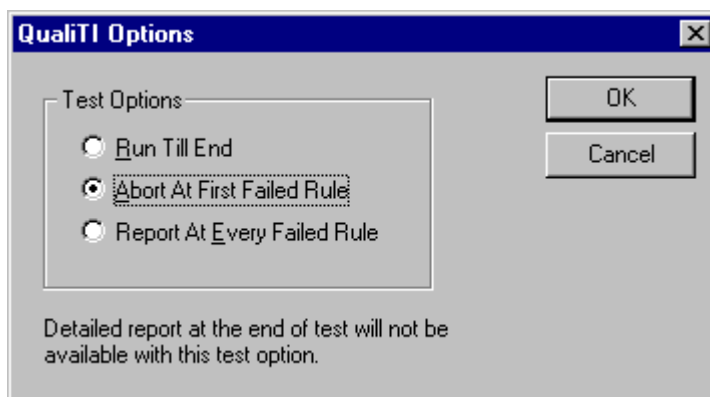 QualiTI Options
Test Options
Run Till End
Abort At First Failed Rule
Report At Every Failed Rule
OK
Cancel
Detailed report at the end of test will not be
available with this test option.